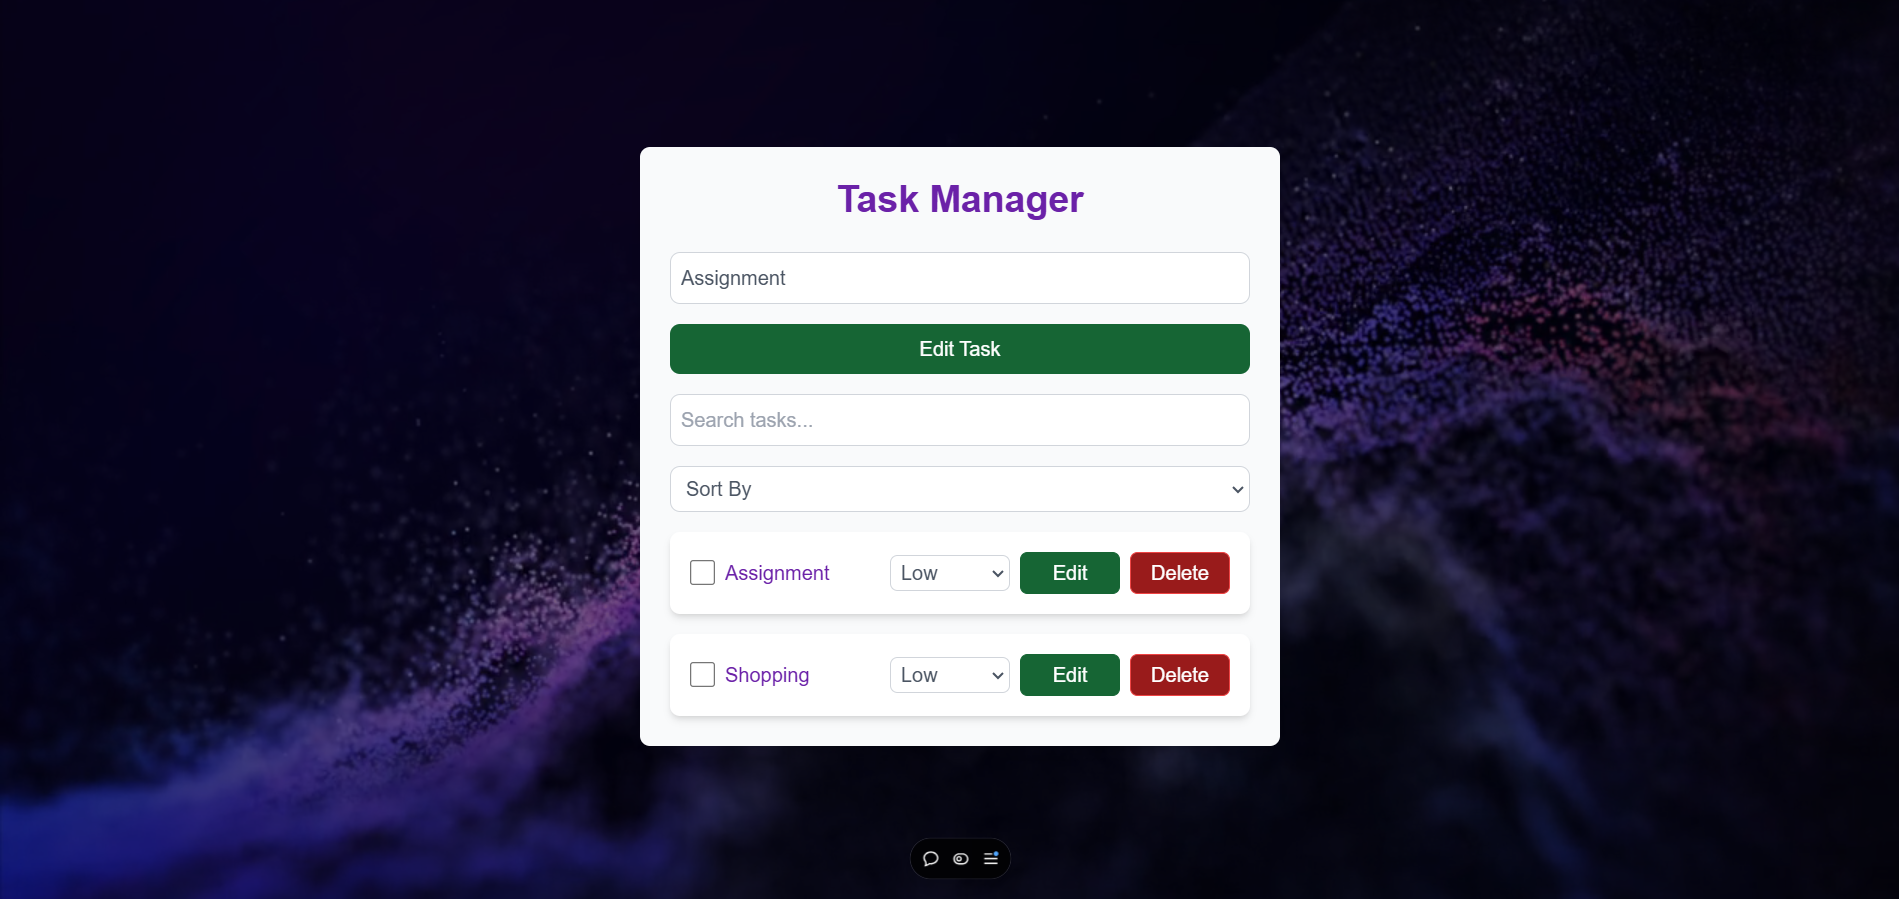 Task Manager
Assignment
Edit Task
Search tasks...
Sort By
Assignment Low Edit Delete
Shopping Low Edit Delete